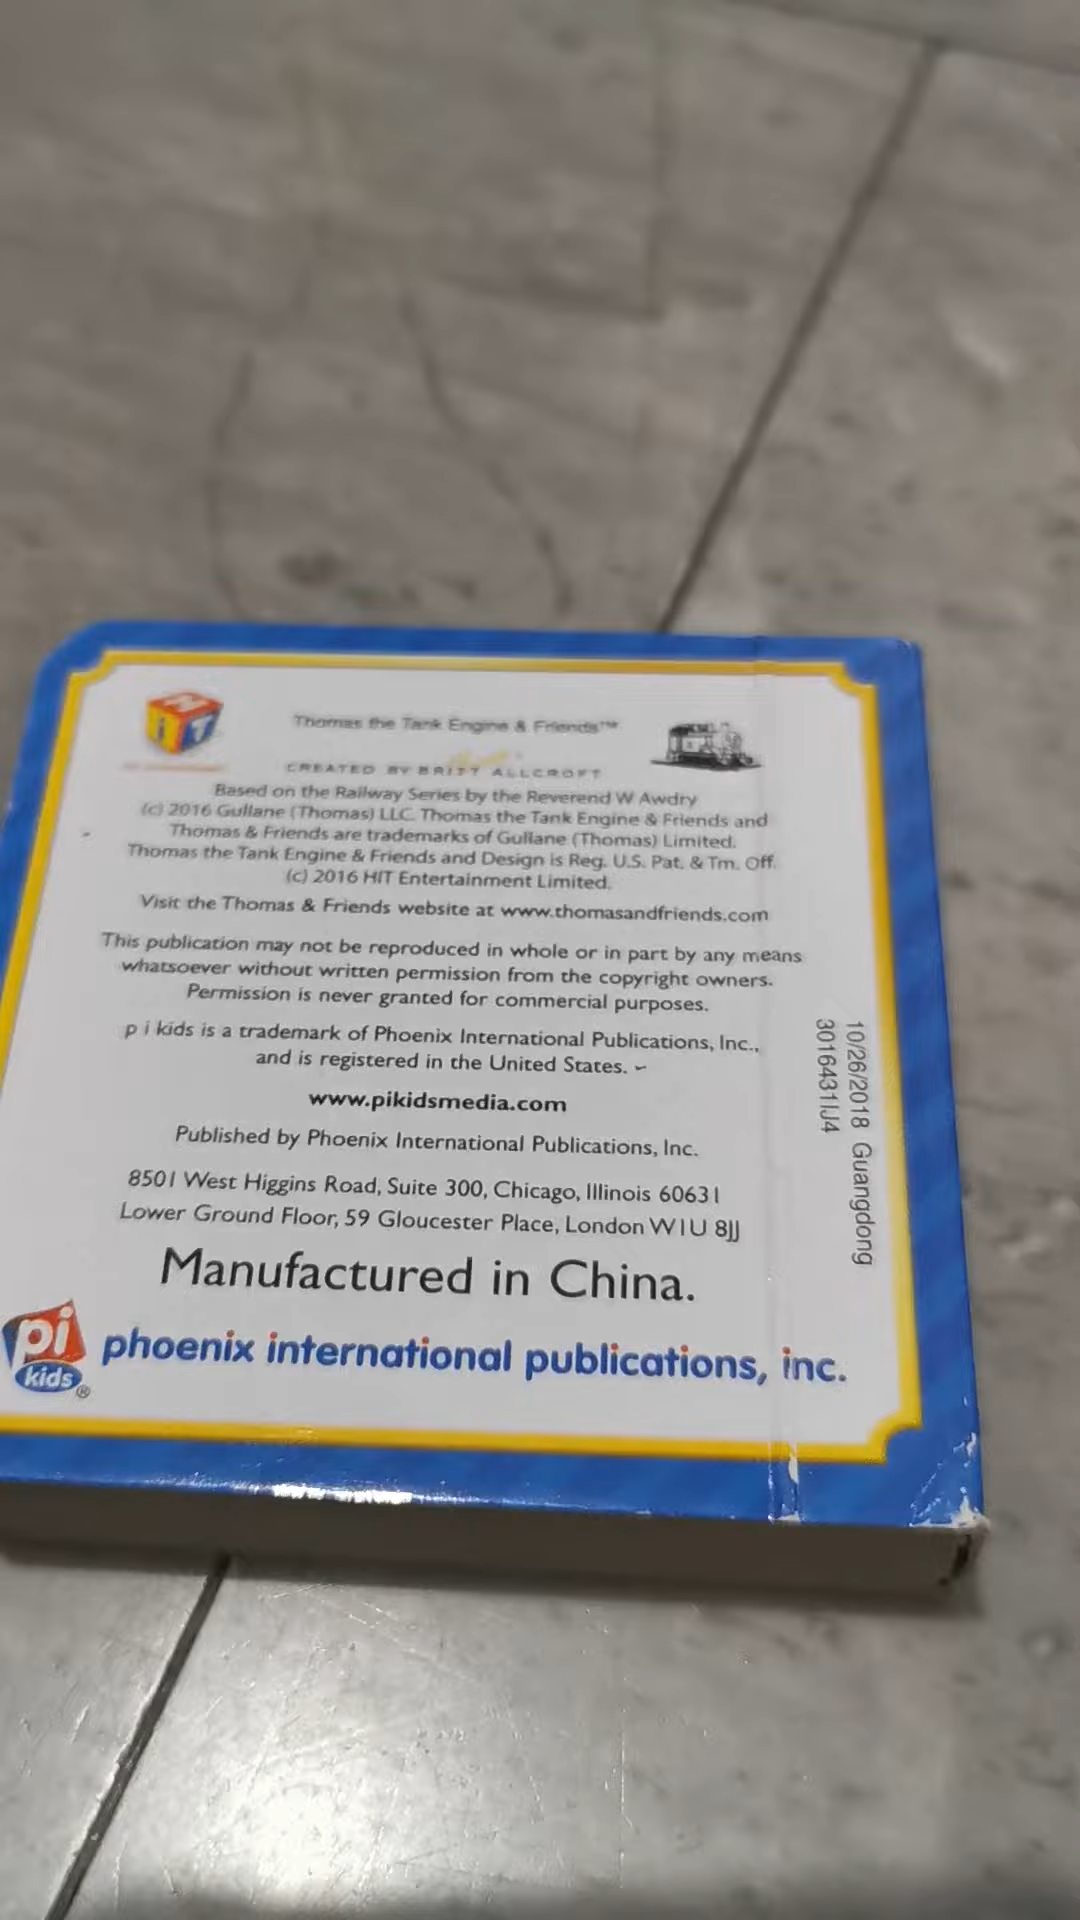 HiT
Thomas the Tank Engine & Friends™
CREATED BY BRITT ALLCROFT
Based on the Railway Series by the Reverend W Awdry
(c) 2016 Gullane (Thomas) LLC. Thomas the Tank Engine & Friends and
Thomas & Friends are trademarks of Gullane (Thomas) Limited.
Thomas the Tank Engine & Friends and Design is Reg. U.S. Pat. & Tm. Off.
(c) 2016 HIT Entertainment Limited.
Visit the Thomas & Friends website at www.thomasandfriends.com
This publication may not be reproduced in whole or in part by any means
whatsoever without written permission from the copyright owners.
Permission is never granted for commercial purposes.
p i kids is a trademark of Phoenix International Publications, Inc.,
and is registered in the United States.
www.pikidsmedia.com
Published by Phoenix International Publications, Inc.
8501 West Higgins Road, Suite 300, Chicago, Illinois 60631
Lower Ground Floor, 59 Gloucester Place, London W1U 8JJ
Manufactured in China.
pi
kids®
phoenix international publications, inc.
10/26/2018 Guangdong
3016431IJ4